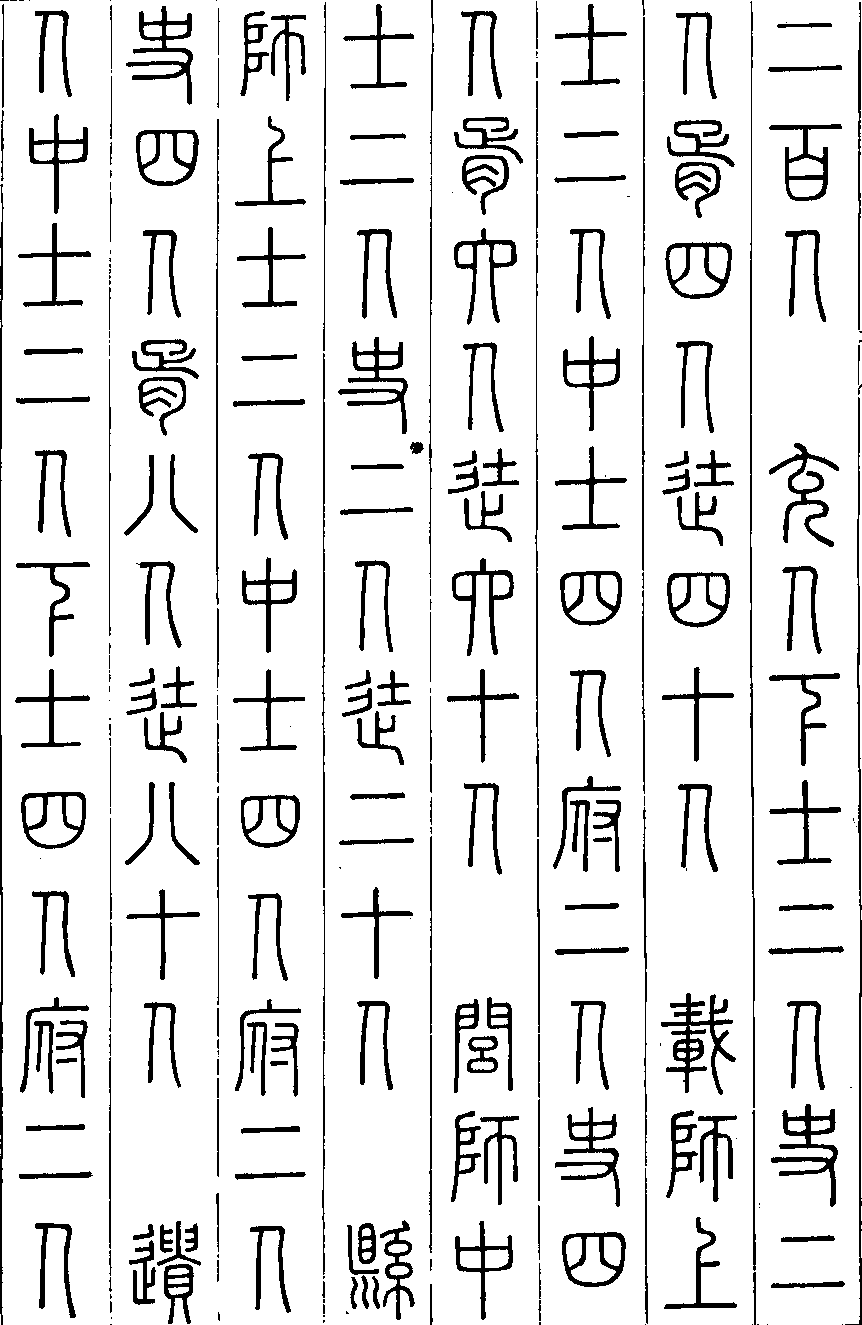 二百人　充人下士二人史二
人胥四人徒四十人　載師上
士二人中士四人府二人史四
人胥六人徒六十人　閭師中
士二人史二人徒二十人　縣
師上士二人中士四人府二人
史四人胥八人徒八十人　遺
人中士二人下士四人府二人